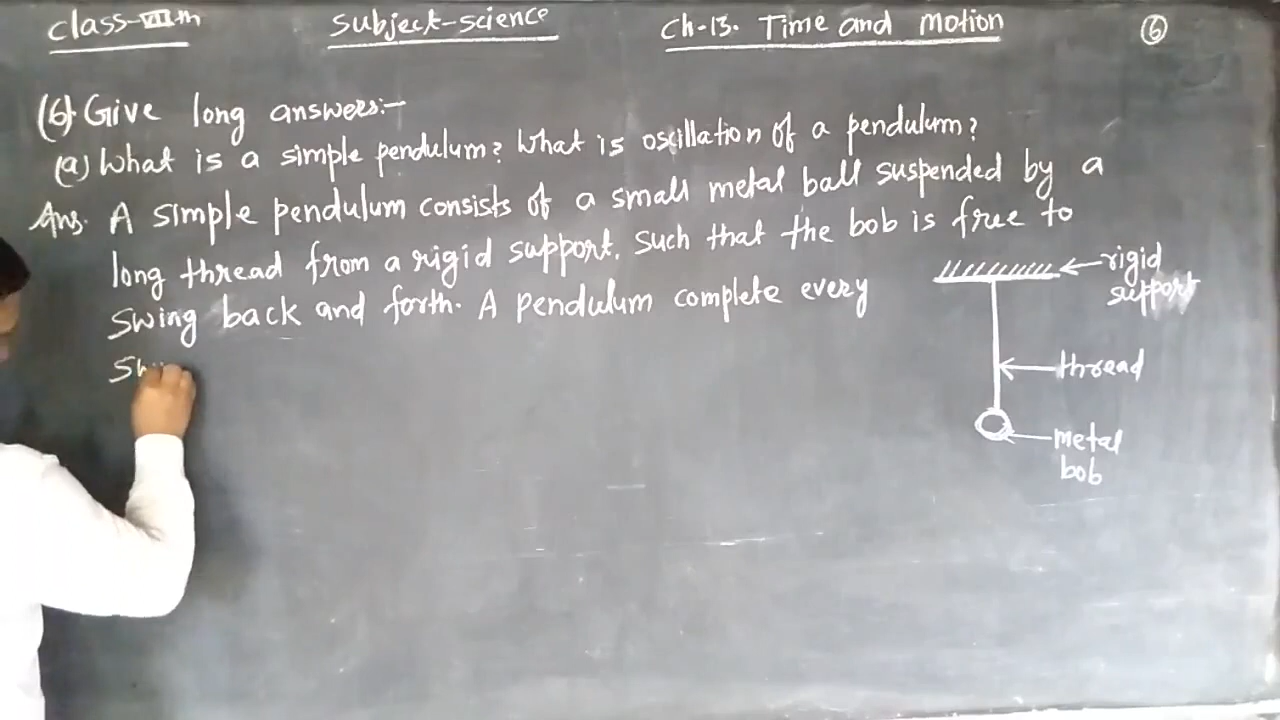 class-VIIth
Subject-science
Ch-13. Time and Motion
6
(6) Give long answers:-
(a) What is a simple pendulum? What is oscillation of a pendulum?
Ans. A simple pendulum consists of a small metal ball suspended by a
long thread from a rigid support. Such that the bob is free to
swing back and forth. A pendulum complete every
rigid
support
thread
metal
bob